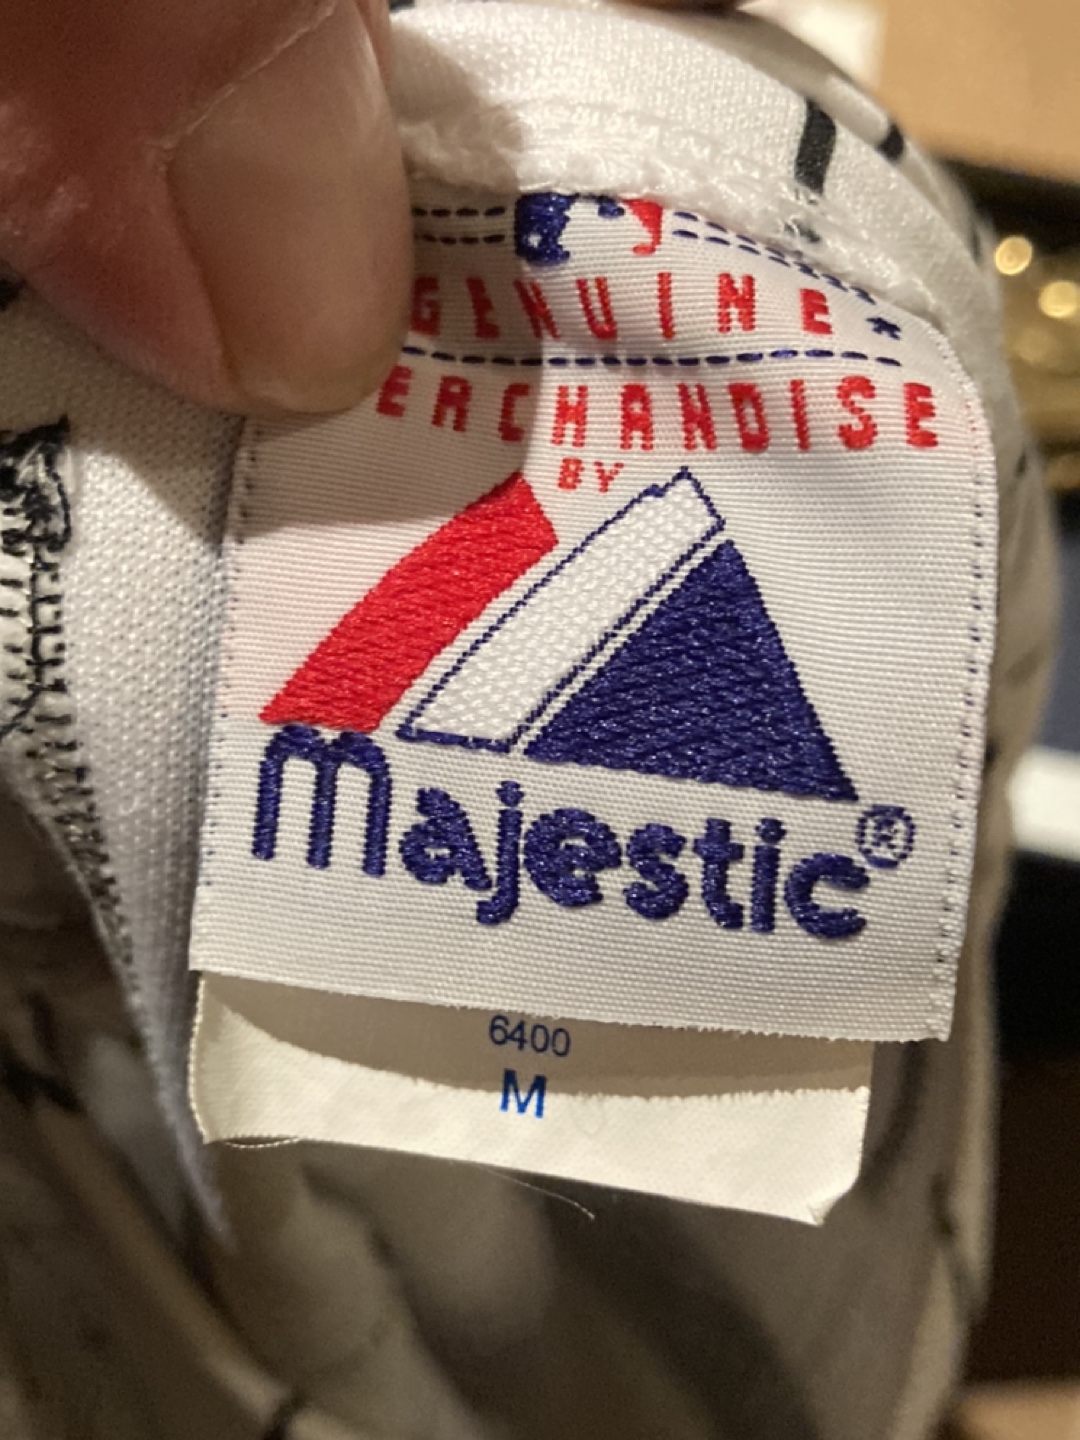 GENUINE
ERCHANDISE
BY
Majestic®
6400
M